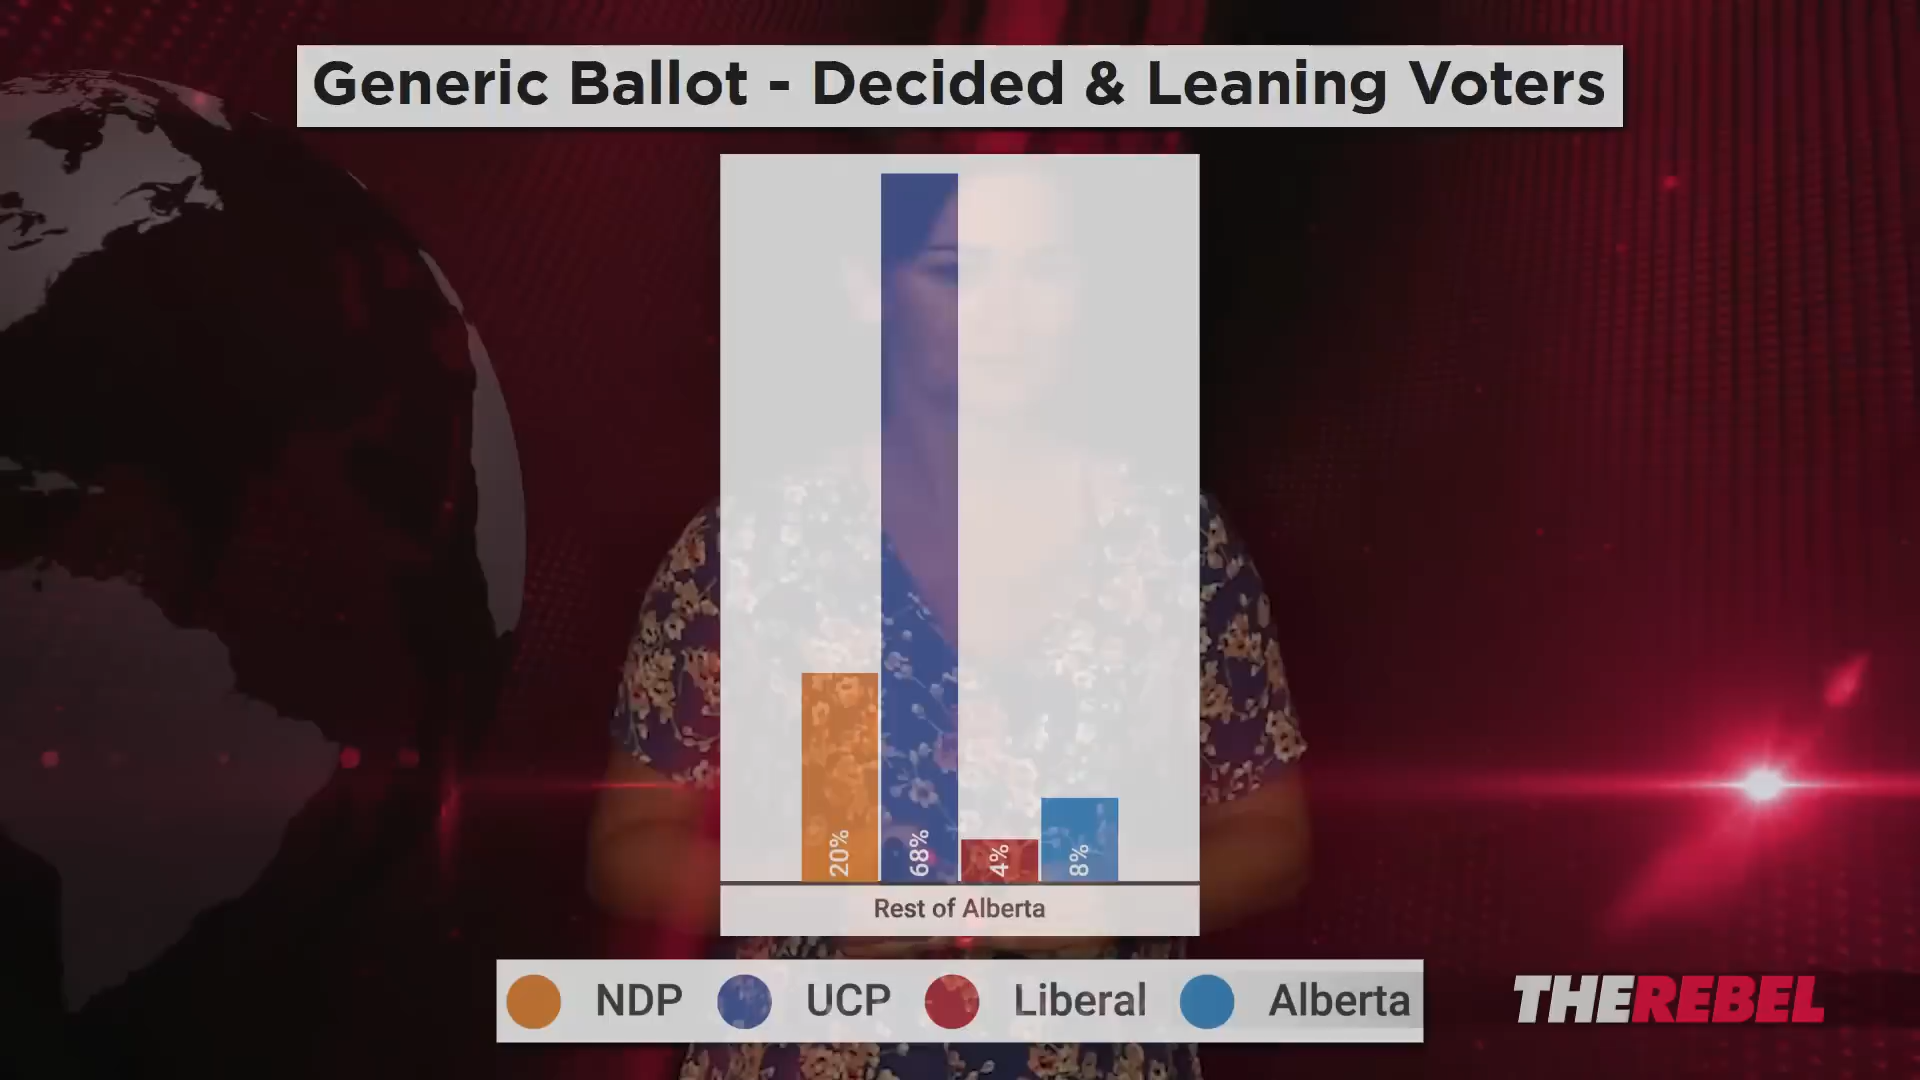 Generic Ballot - Decided & Leaning Voters
20%
68%
4%
8%
Rest of Alberta
NDP
UCP
Liberal
Alberta
THEREBEL